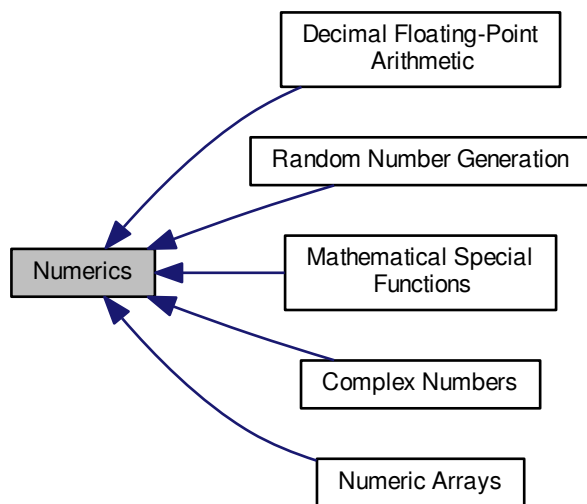 Decimal Floating-Point
Arithmetic
Random Number Generation
Numerics
Mathematical Special
Functions
Complex Numbers
Numeric Arrays